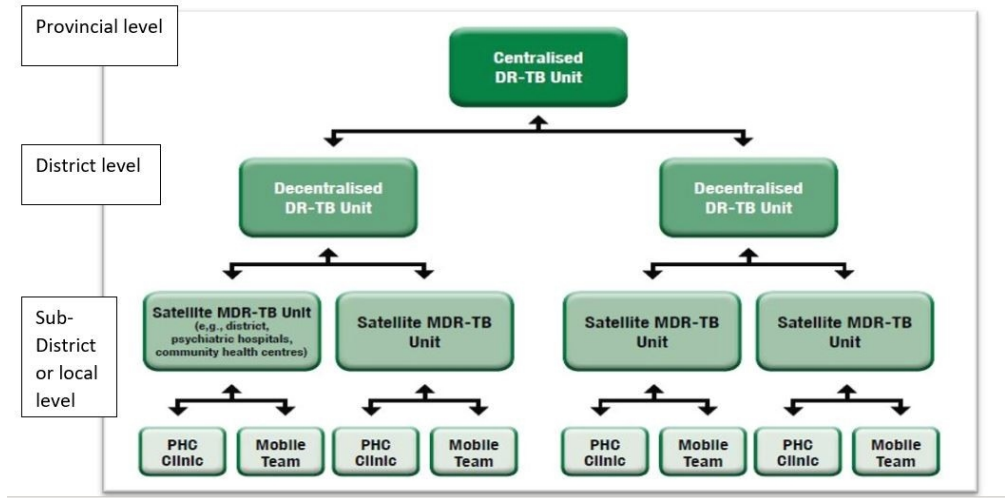 Provincial level
Centralised
DR-TB Unit
District level
Decentralised
DR-TB Unit
Decentralised
DR-TB Unit
Sub-
District
or local
level
Satellite MDR-TB Unit
(e,g., district,
psychiatric hospitals,
community health centres)
Satellite MDR-TB
Unit
Satellite MDR-TB
Unit
Satellite MDR-TB
Unit
PHC
Clinic
Mobile
Team
PHC
Clinic
Mobile
Team
PHC
Clinic
Mobile
Team
PHC
Clinic
Mobile
Team